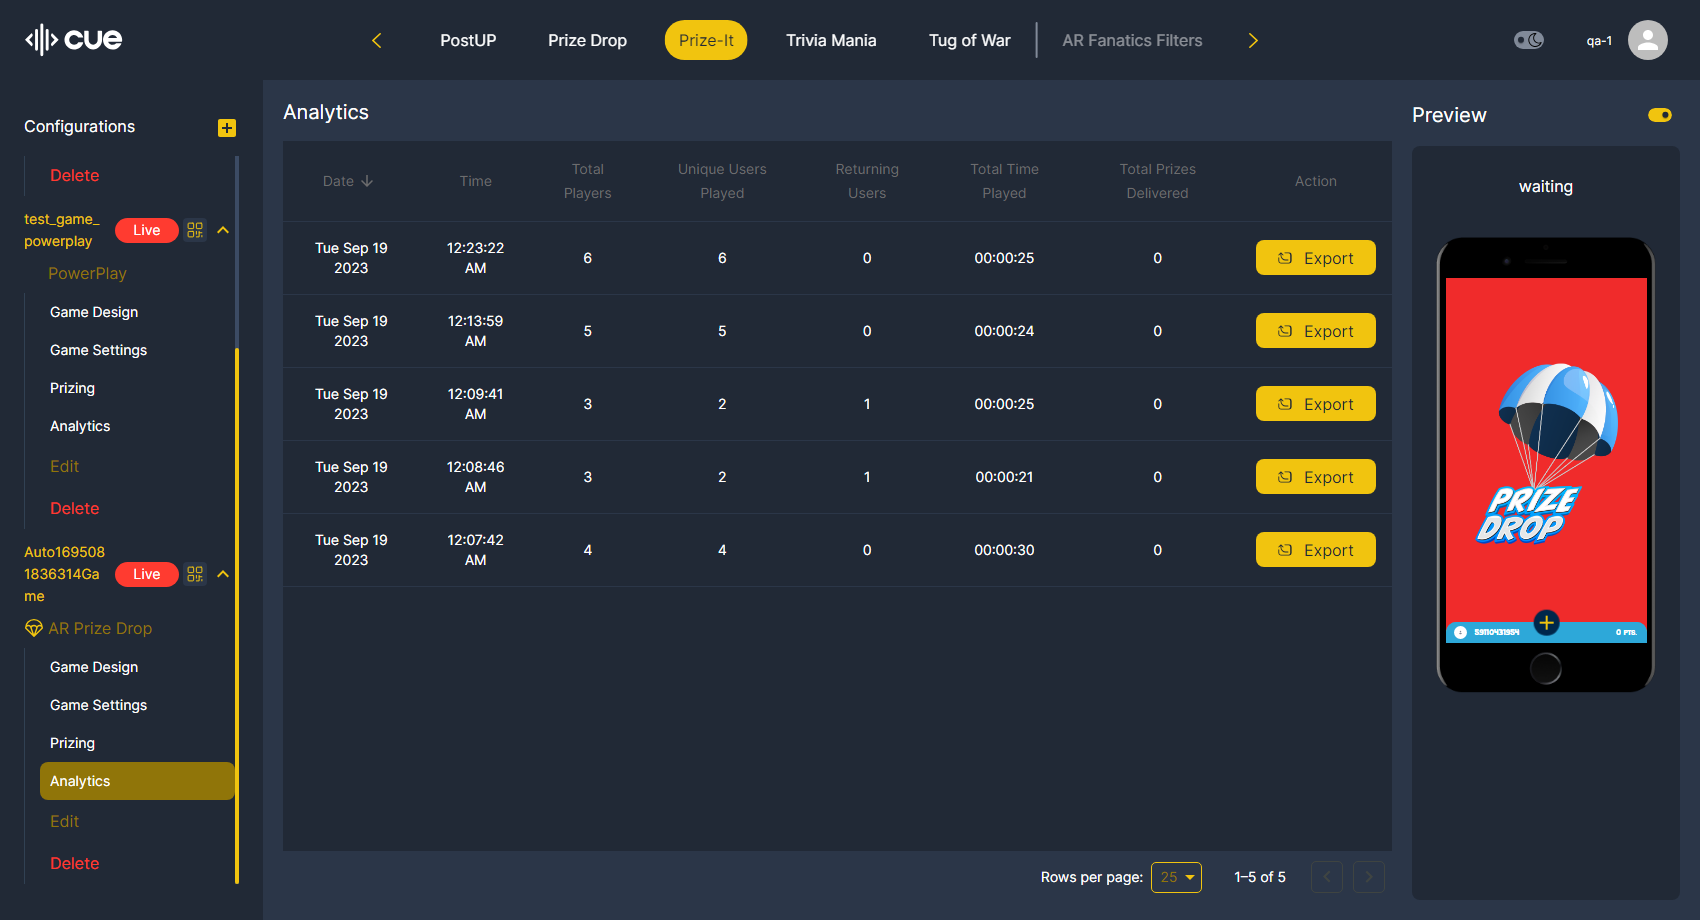 cue
PostUP
Prize Drop
Prize-It
Trivia Mania
Tug of War
AR Fanatics Filters
qa-1
Configurations
Delete
test_game_
powerplay
Live
PowerPlay
Game Design
Game Settings
Prizing
Analytics
Edit
Delete
Auto169508
1836314Ga
me
Live
AR Prize Drop
Game Design
Game Settings
Prizing
Analytics
Edit
Delete
Analytics
Date
Time
Total
Players
Unique Users
Played
Returning
Users
Total Time
Played
Total Prizes
Delivered
Action
Tue Sep 19
2023
12:23:22
AM
6
6
0
00:00:25
0
Export
Tue Sep 19
2023
12:13:59
AM
5
5
0
00:00:24
0
Export
Tue Sep 19
2023
12:09:41
AM
3
2
1
00:00:25
0
Export
Tue Sep 19
2023
12:08:46
AM
3
2
1
00:00:21
0
Export
Tue Sep 19
2023
12:07:42
AM
4
4
0
00:00:30
0
Export
Rows per page:
25
1–5 of 5
Preview
waiting
PRIZE
DROP
0 PTS.